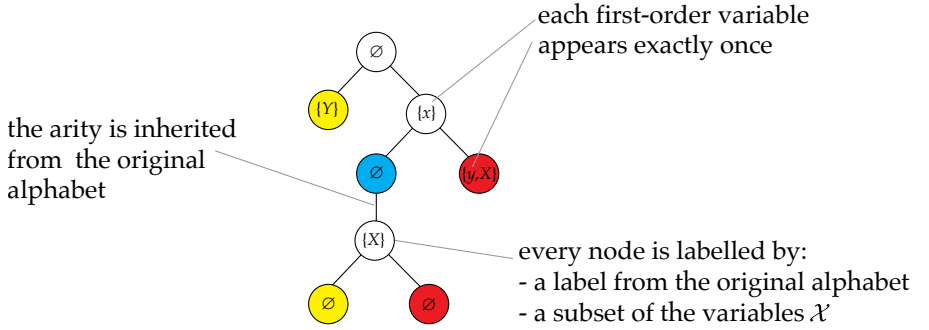 each first-order variable
appears exactly once
∅
{Y}
{x}
the arity is inherited
from the original
alphabet
∅
{y,X}
{X}
every node is labelled by:
- a label from the original alphabet
- a subset of the variables 𝒳
∅
∅